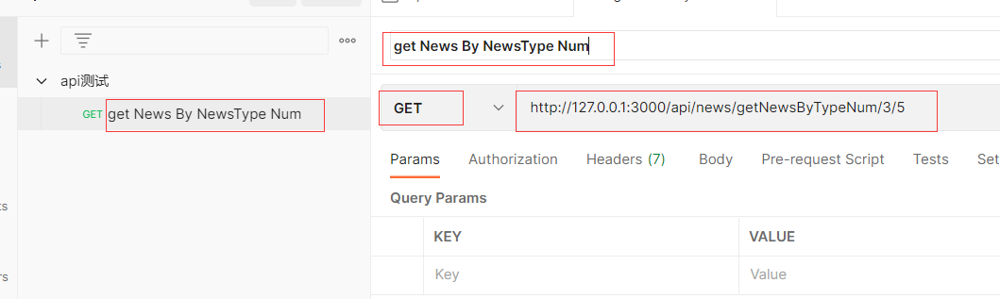 api测试
GET get News By NewsType Num
get News By NewsType Num
GET http://127.0.0.1:3000/api/news/getNewsByTypeNum/3/5
Params Authorization Headers (7) Body Pre-request Script Tests Set
Query Params
KEY VALUE
Key Value